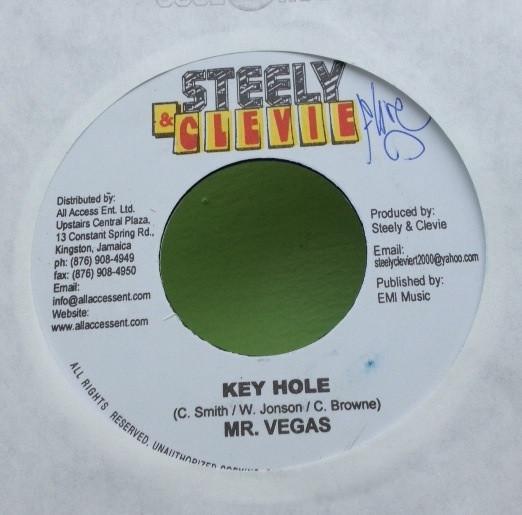 STEELY
& CLEVIE
Distributed by:
All Access Ent. Ltd.
Upstairs Central Plaza,
13 Constant Spring Rd.,
Kingston, Jamaica
ph: (876) 908-4949
fax: (876) 908-4950
Email:
info@allaccessent.com
Website:
www.allaccessent.com
Produced by:
Steely & Clevie
Email:
steelycleviert2000@yahoo.com
Published by:
EMI Music
KEY HOLE
(C. Smith / W. Jonson / C. Browne)
MR. VEGAS
ALL RIGHTS RESERVED. UNAUTHORIZED